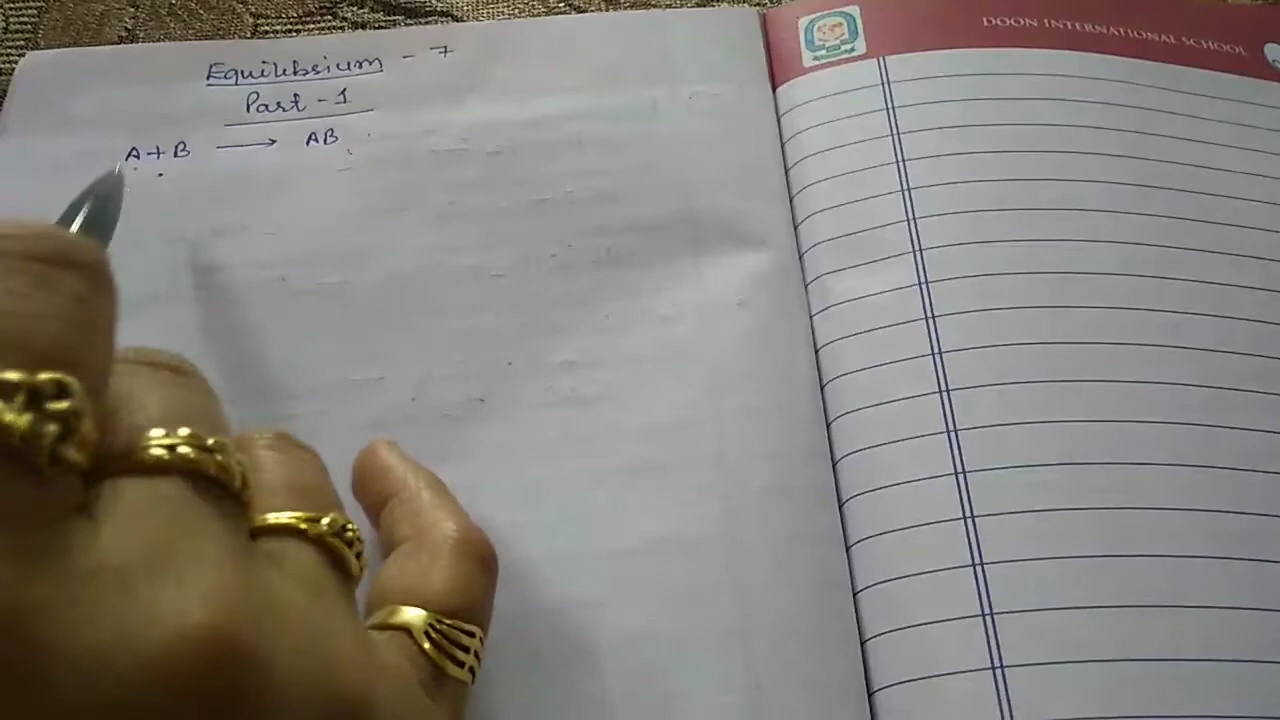 Equilibrium - 7
Part - 1
A + B ⟶ AB
DOON INTERNATIONAL SCHOOL